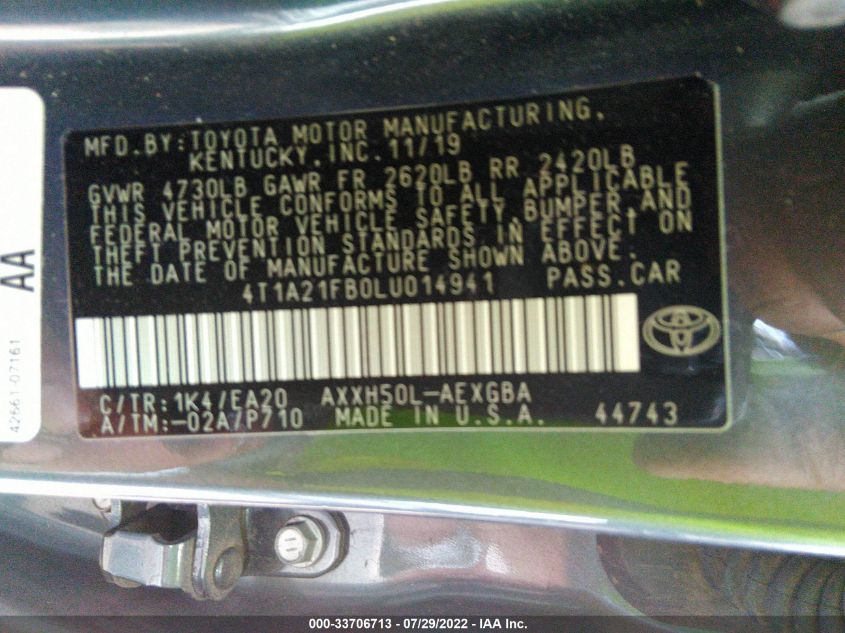 MFD.BY:TOYOTA MOTOR MANUFACTURING,
KENTUCKY,INC.11/19
GVWR 4730LB GAWR FR 2620LB RR 2420LB
THIS VEHICLE CONFORMS TO ALL APPLICABLE
FEDERAL MOTOR VEHICLE SAFETY,BUMPER,AND
THEFT PREVENTION STANDARDS IN EFFECT ON
THE DATE OF MANUFACTURE SHOWN ABOVE.
4T1A21FB0LU014941 PASS.CAR
C/TR:1K4/EA20 AXXH50L-AEXGBA
A/TM:-02A/P710 MADE IN U.S.A. 44743
AA
42661-07161
000-33706713 - 07/29/2022 - IAA Inc.